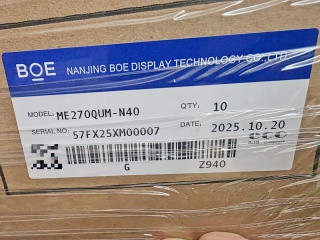 BOE NANJING BOE DISPLAY TECHNOLOGY CO., LTD
MODEL: ME270QUM-N40 Q'TY: 10
SERIAL NO: 57FX25XM00007 DATE: 2025.10.20
G Z940